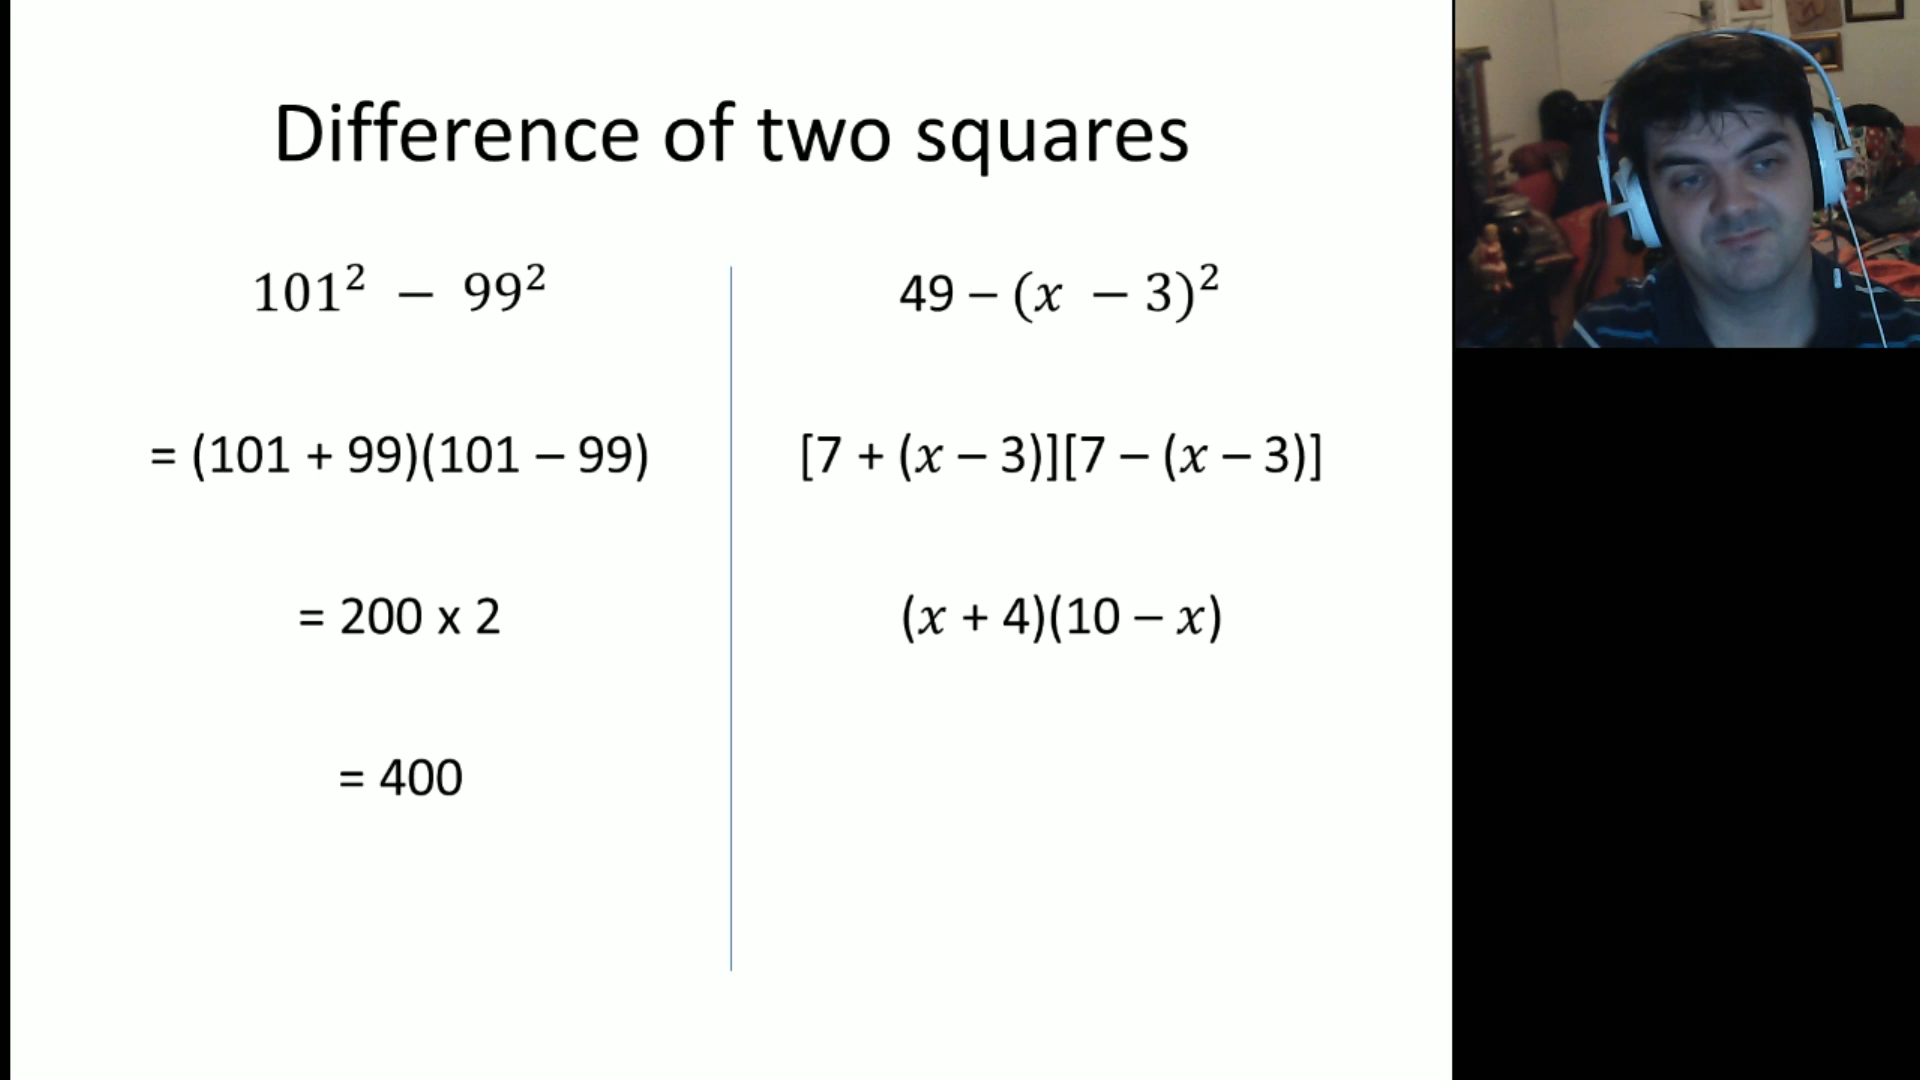 Difference of two squares
101² − 99²
= (101 + 99)(101 – 99)
= 200 x 2
= 400
49 – (x − 3)²
[7 + (x – 3)][7 – (x – 3)]
(x + 4)(10 – x)